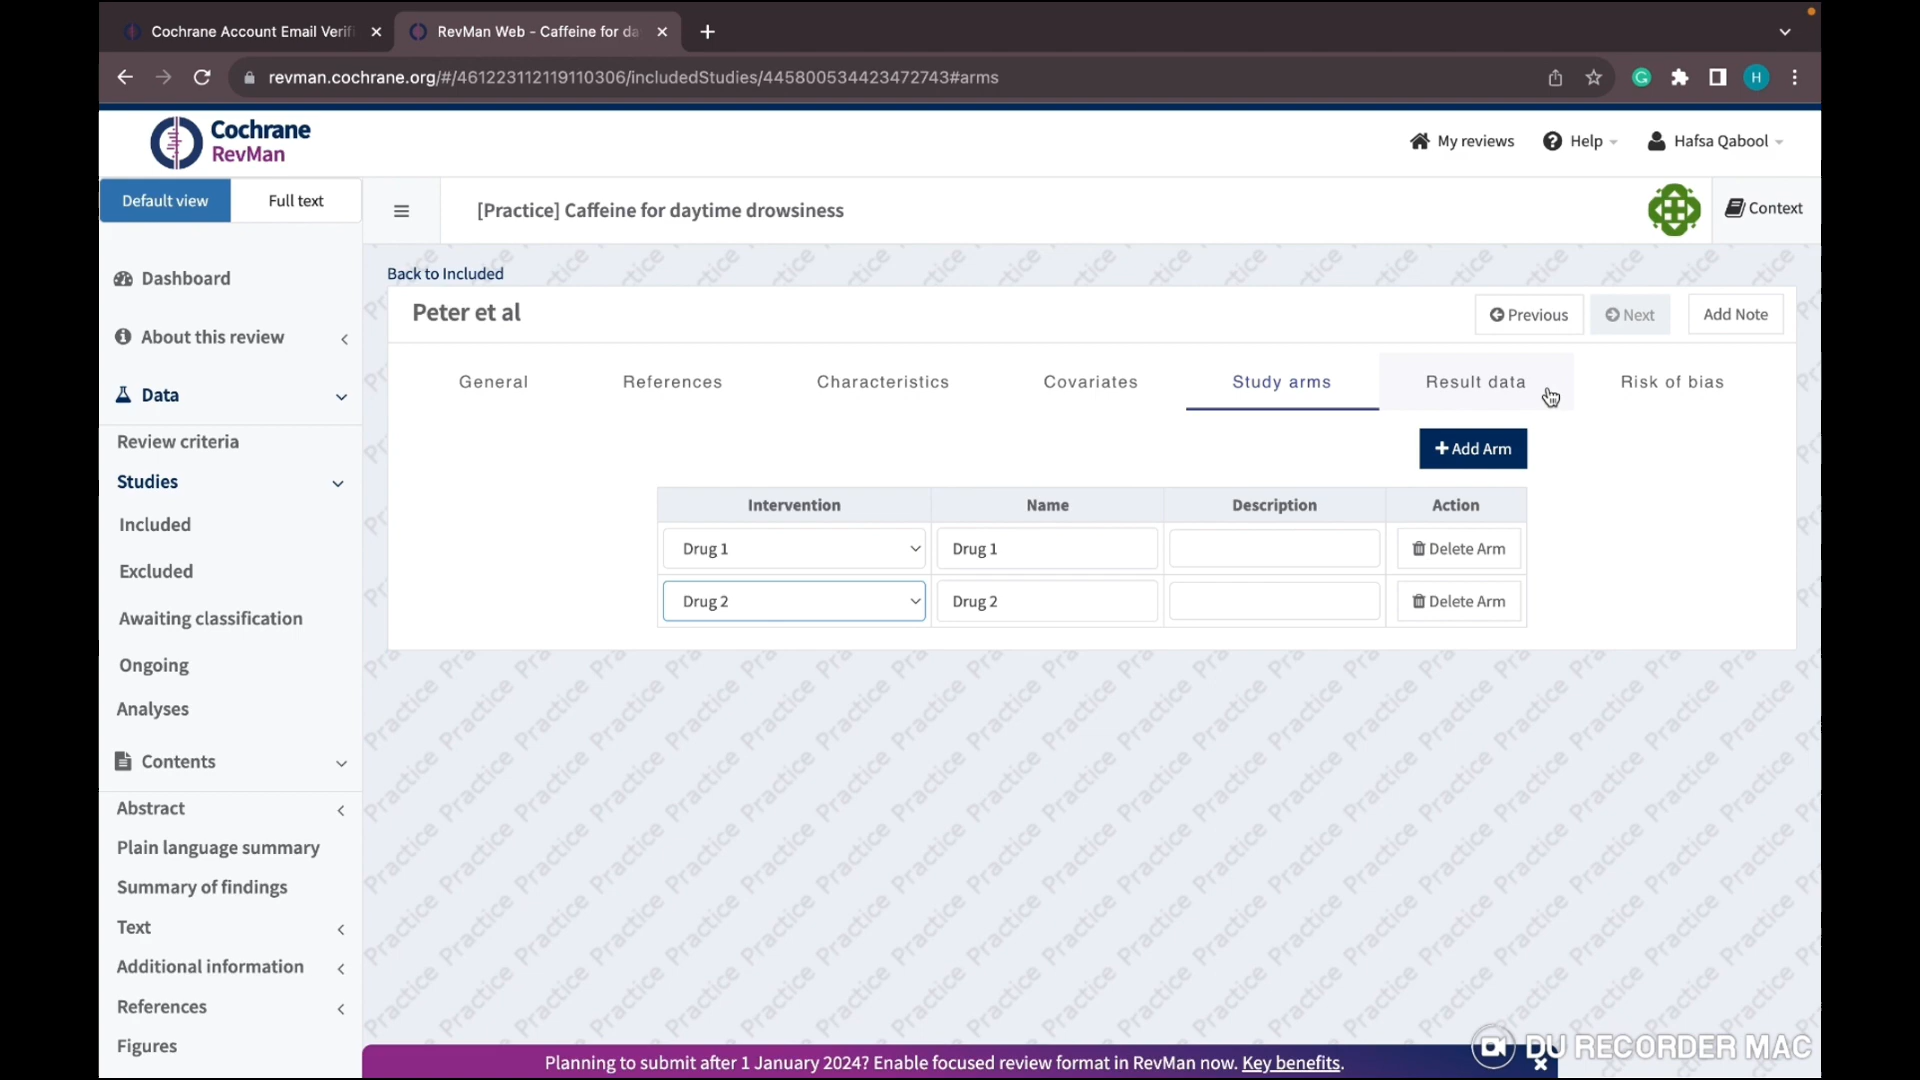 Cochrane Account Email Verifi
RevMan Web - Caffeine for da
revman.cochrane.org/#/461223112119110306/includedStudies/445800534423472743#arms
G
H
Cochrane
RevMan
My reviews
Help
Hafsa Qabool
Default view
Full text
[Practice] Caffeine for daytime drowsiness
Context
Dashboard
About this review
Data
Review criteria
Studies
Included
Excluded
Awaiting classification
Ongoing
Analyses
Contents
Abstract
Plain language summary
Summary of findings
Text
Additional information
References
Figures
Back to Included
Peter et al
Previous
Next
Add Note
General
References
Characteristics
Covariates
Study arms
Result data
Risk of bias
+ Add Arm
Intervention
Name
Description
Action
Drug 1
Drug 1
Delete Arm
Drug 2
Drug 2
Delete Arm
Practice
Planning to submit after 1 January 2024? Enable focused review format in RevMan now. Key benefits.
DU RECORDER MAC